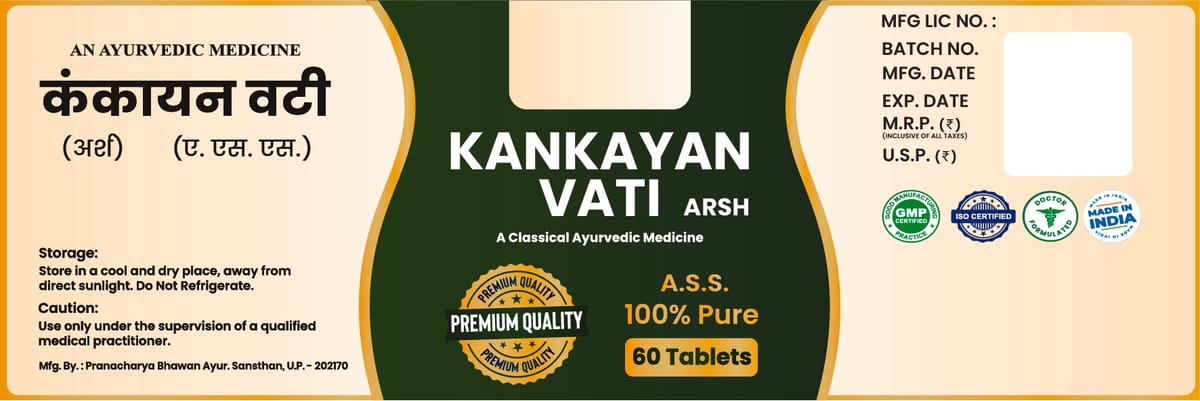 AN AYURVEDIC MEDICINE
कंकायन वटी
(अर्श) (ए. एस. एस.)
Storage:
Store in a cool and dry place, away from
direct sunlight. Do Not Refrigerate.
Caution:
Use only under the supervision of a qualified
medical practitioner.
Mfg. By. : Pranacharya Bhawan Ayur. Sansthan, U.P. - 202170
KANKAYAN
VATI ARSH
A Classical Ayurvedic Medicine
PREMIUM QUALITY
PREMIUM QUALITY
PREMIUM QUALITY
A.S.S.
100% Pure
60 Tablets
MFG LIC NO. :
BATCH NO.
MFG. DATE
EXP. DATE
M.R.P. (₹)
(INCLUSIVE OF ALL TAXES)
U.S.P. (₹)
GOOD MANUFACTURING
GMP
CERTIFIED
PRACTICE
ISO CERTIFIED
DOCTOR
FORMULATED
MADE IN INDIA
MADE IN
INDIA